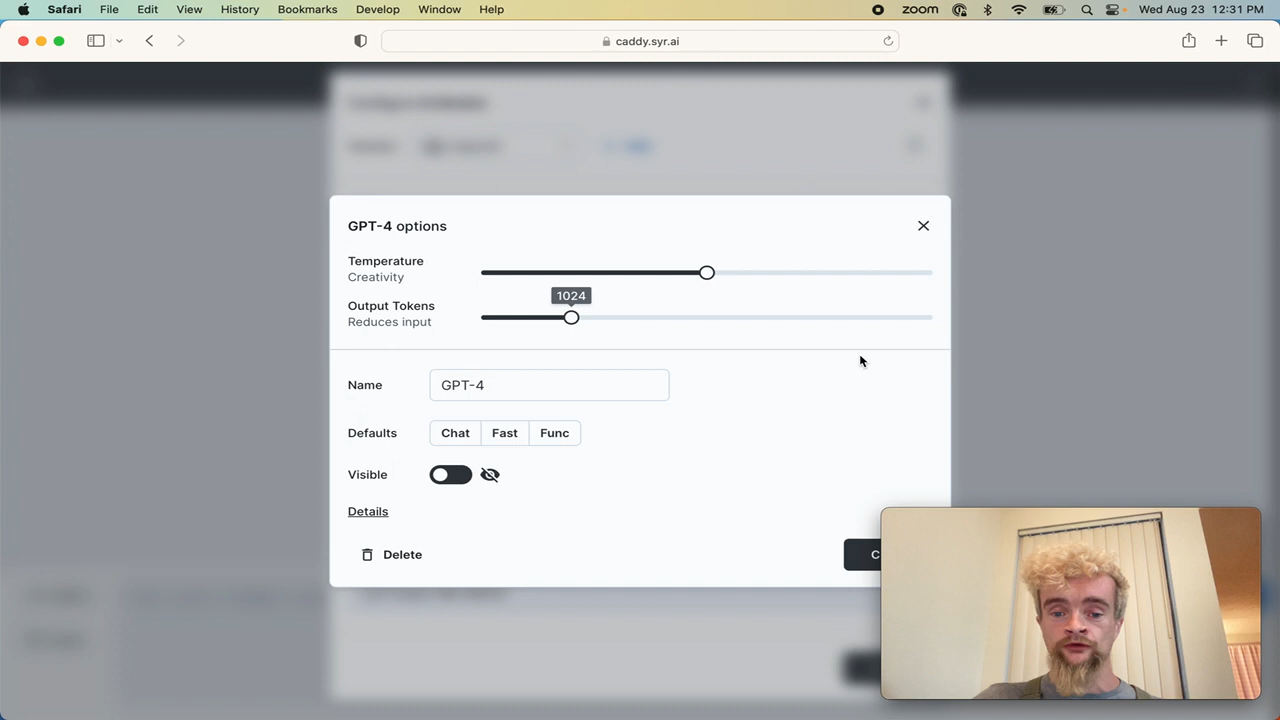 Safari File Edit View History Bookmarks Develop Window Help zoom Wed Aug 23 12:31 PM
caddy.syr.ai
GPT-4 options
Temperature
Creativity
1024
Output Tokens
Reduces input
Name GPT-4
Defaults Chat Fast Func
Visible
Details
Delete